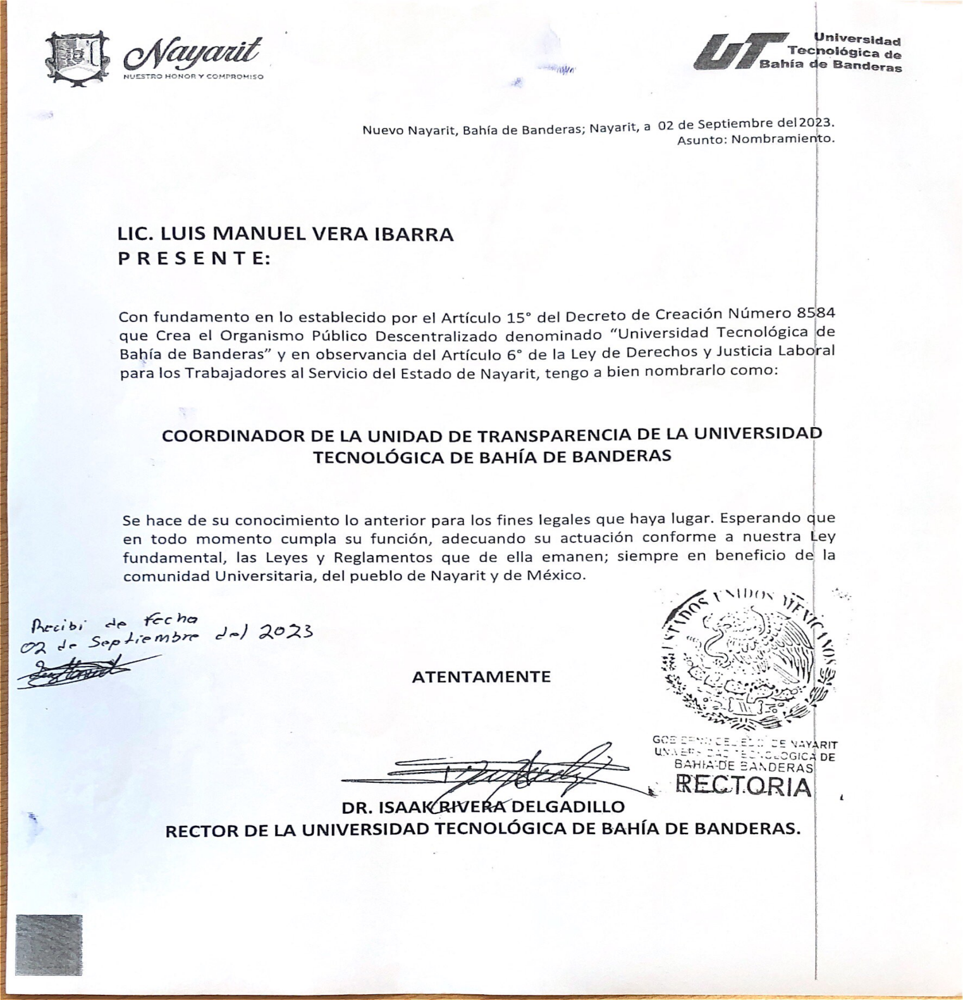 Nayarit
NUESTRO HONOR Y COMPROMISO
UT
Universidad
Tecnológica de
Bahía de Banderas
Nuevo Nayarit, Bahía de Banderas; Nayarit, a 02 de Septiembre del 2023.
Asunto: Nombramiento.
LIC. LUIS MANUEL VERA IBARRA
P R E S E N T E:
Con fundamento en lo establecido por el Artículo 15° del Decreto de Creación Número 8584
que Crea el Organismo Público Descentralizado denominado “Universidad Tecnológica de
Bahía de Banderas” y en observancia del Artículo 6° de la Ley de Derechos y Justicia Laboral
para los Trabajadores al Servicio del Estado de Nayarit, tengo a bien nombrarlo como:
COORDINADOR DE LA UNIDAD DE TRANSPARENCIA DE LA UNIVERSIDAD
TECNOLÓGICA DE BAHÍA DE BANDERAS
Se hace de su conocimiento lo anterior para los fines legales que haya lugar. Esperando que
en todo momento cumpla su función, adecuando su actuación conforme a nuestra Ley
fundamental, las Leyes y Reglamentos que de ella emanen; siempre en beneficio de la
comunidad Universitaria, del pueblo de Nayarit y de México.
Recibi de fecha
02 de Septiembre del 2023
ATENTAMENTE
ESTADOS UNIDOS MEXICANOS
GOBIERNO DEL EDO. DE NAYARIT
UNIVERSIDAD TECNOLOGICA DE
BAHIA DE BANDERAS
RECTORIA
DR. ISAAK RIVERA DELGADILLO
RECTOR DE LA UNIVERSIDAD TECNOLÓGICA DE BAHÍA DE BANDERAS.